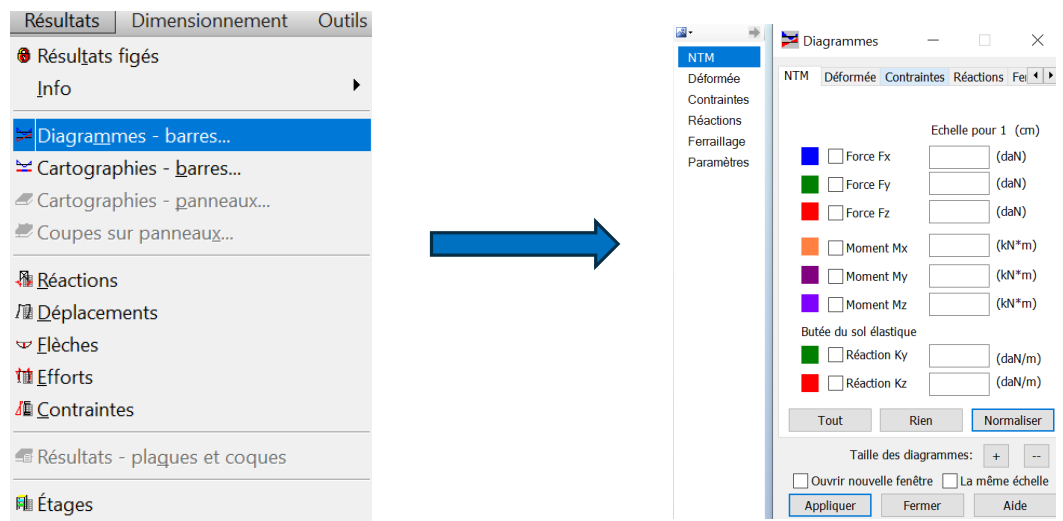 Résultats Dimensionnement Outils
Résultats figés
Info
Diagrammes - barres...
Cartographies - barres...
Cartographies - panneaux...
Coupes sur panneaux...
Réactions
Déplacements
Flèches
Efforts
Contraintes
Résultats - plaques et coques
Étages
NTM
Déformée
Contraintes
Réactions
Ferraillage
Paramètres
Diagrammes
NTM Déformée Contraintes Réactions Fei
Echelle pour 1 (cm)
Force Fx (daN)
Force Fy (daN)
Force Fz (daN)
Moment Mx (kN*m)
Moment My (kN*m)
Moment Mz (kN*m)
Butée du sol élastique
Réaction Ky (daN/m)
Réaction Kz (daN/m)
Tout Rien Normaliser
Taille des diagrammes: + --
Ouvrir nouvelle fenêtre La même échelle
Appliquer Fermer Aide